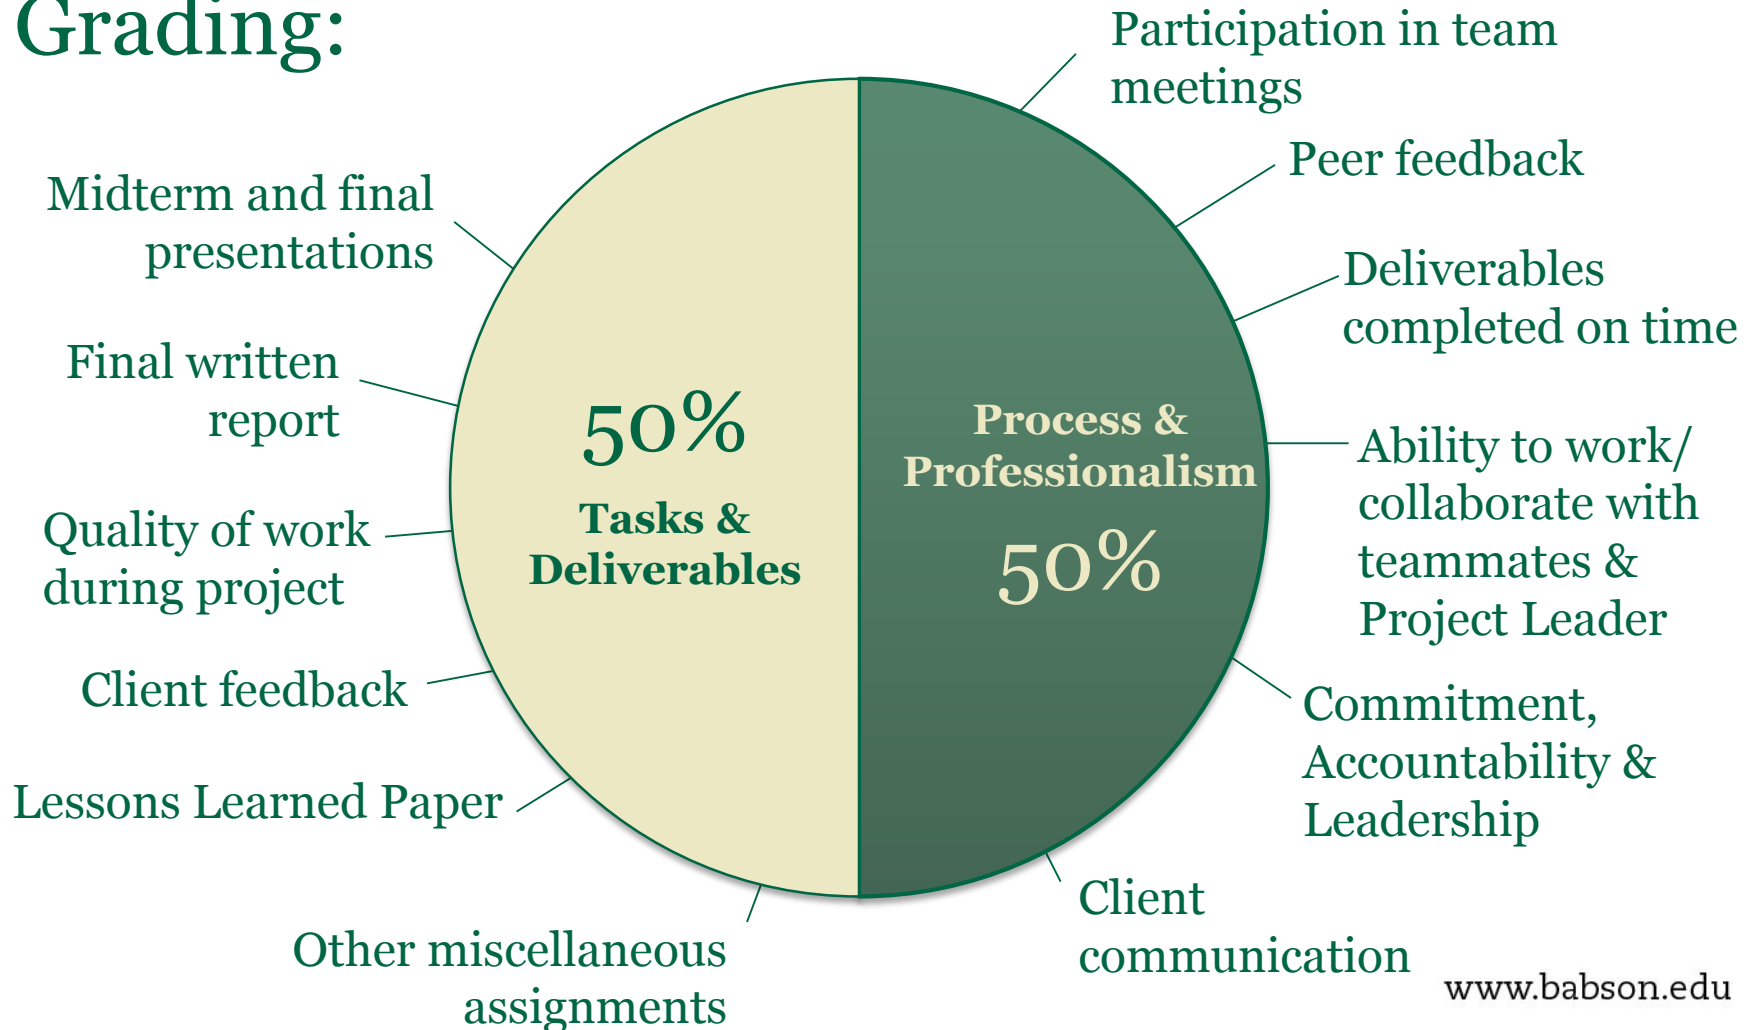 Grading:
Midterm and final
presentations
Final written
report
Quality of work
during project
Client feedback
Lessons Learned Paper
Other miscellaneous
assignments
50%
Tasks &
Deliverables
Process &
Professionalism
50%
Participation in team
meetings
Peer feedback
Deliverables
completed on time
Ability to work/
collaborate with
teammates &
Project Leader
Commitment,
Accountability &
Leadership
Client
communication
www.babson.edu